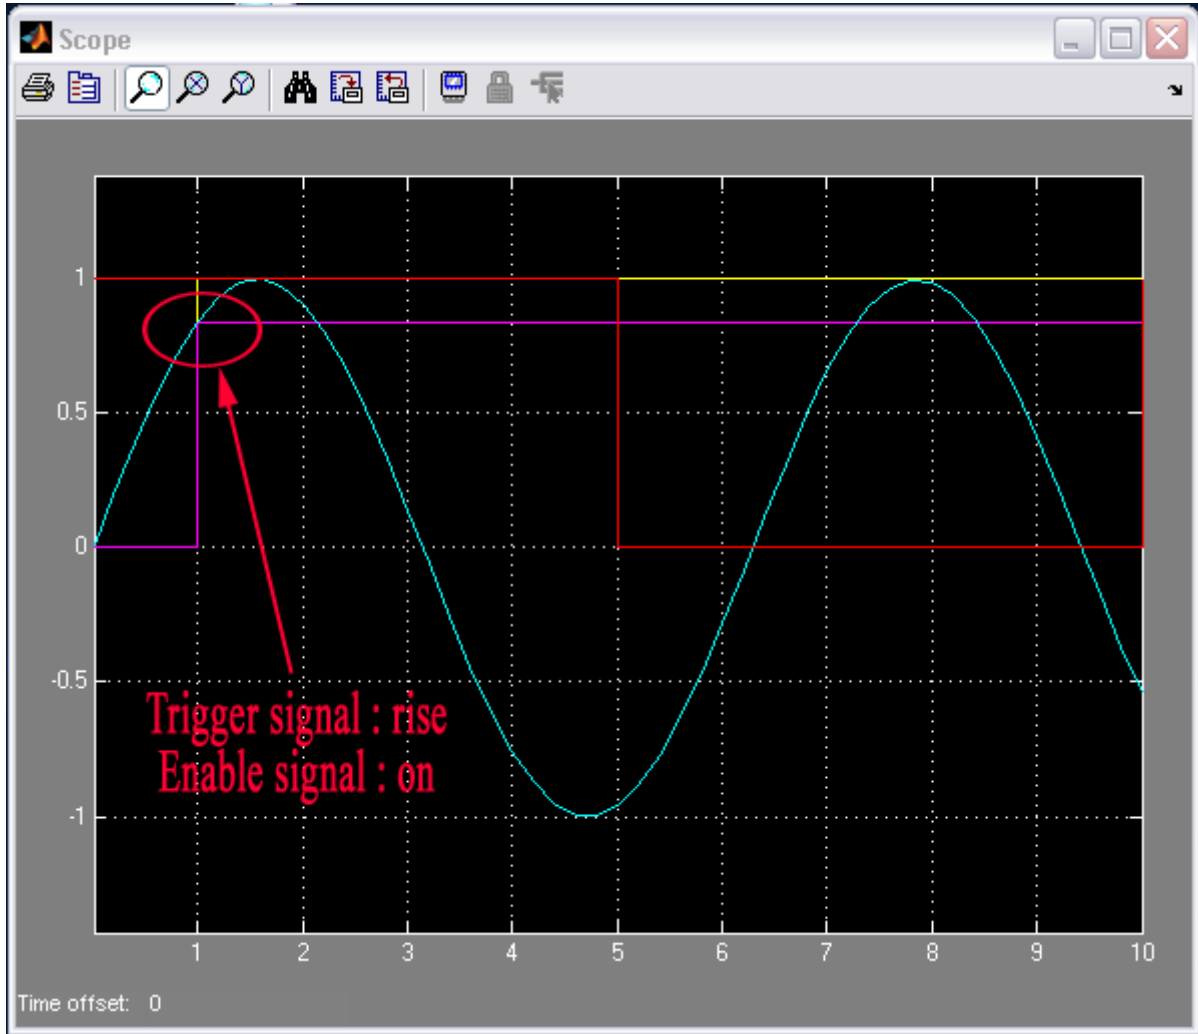 Scope
1
0.5
0
-0.5
-1
Trigger signal : rise
Enable signal : on
1 2 3 4 5 6 7 8 9 10
Time offset: 0